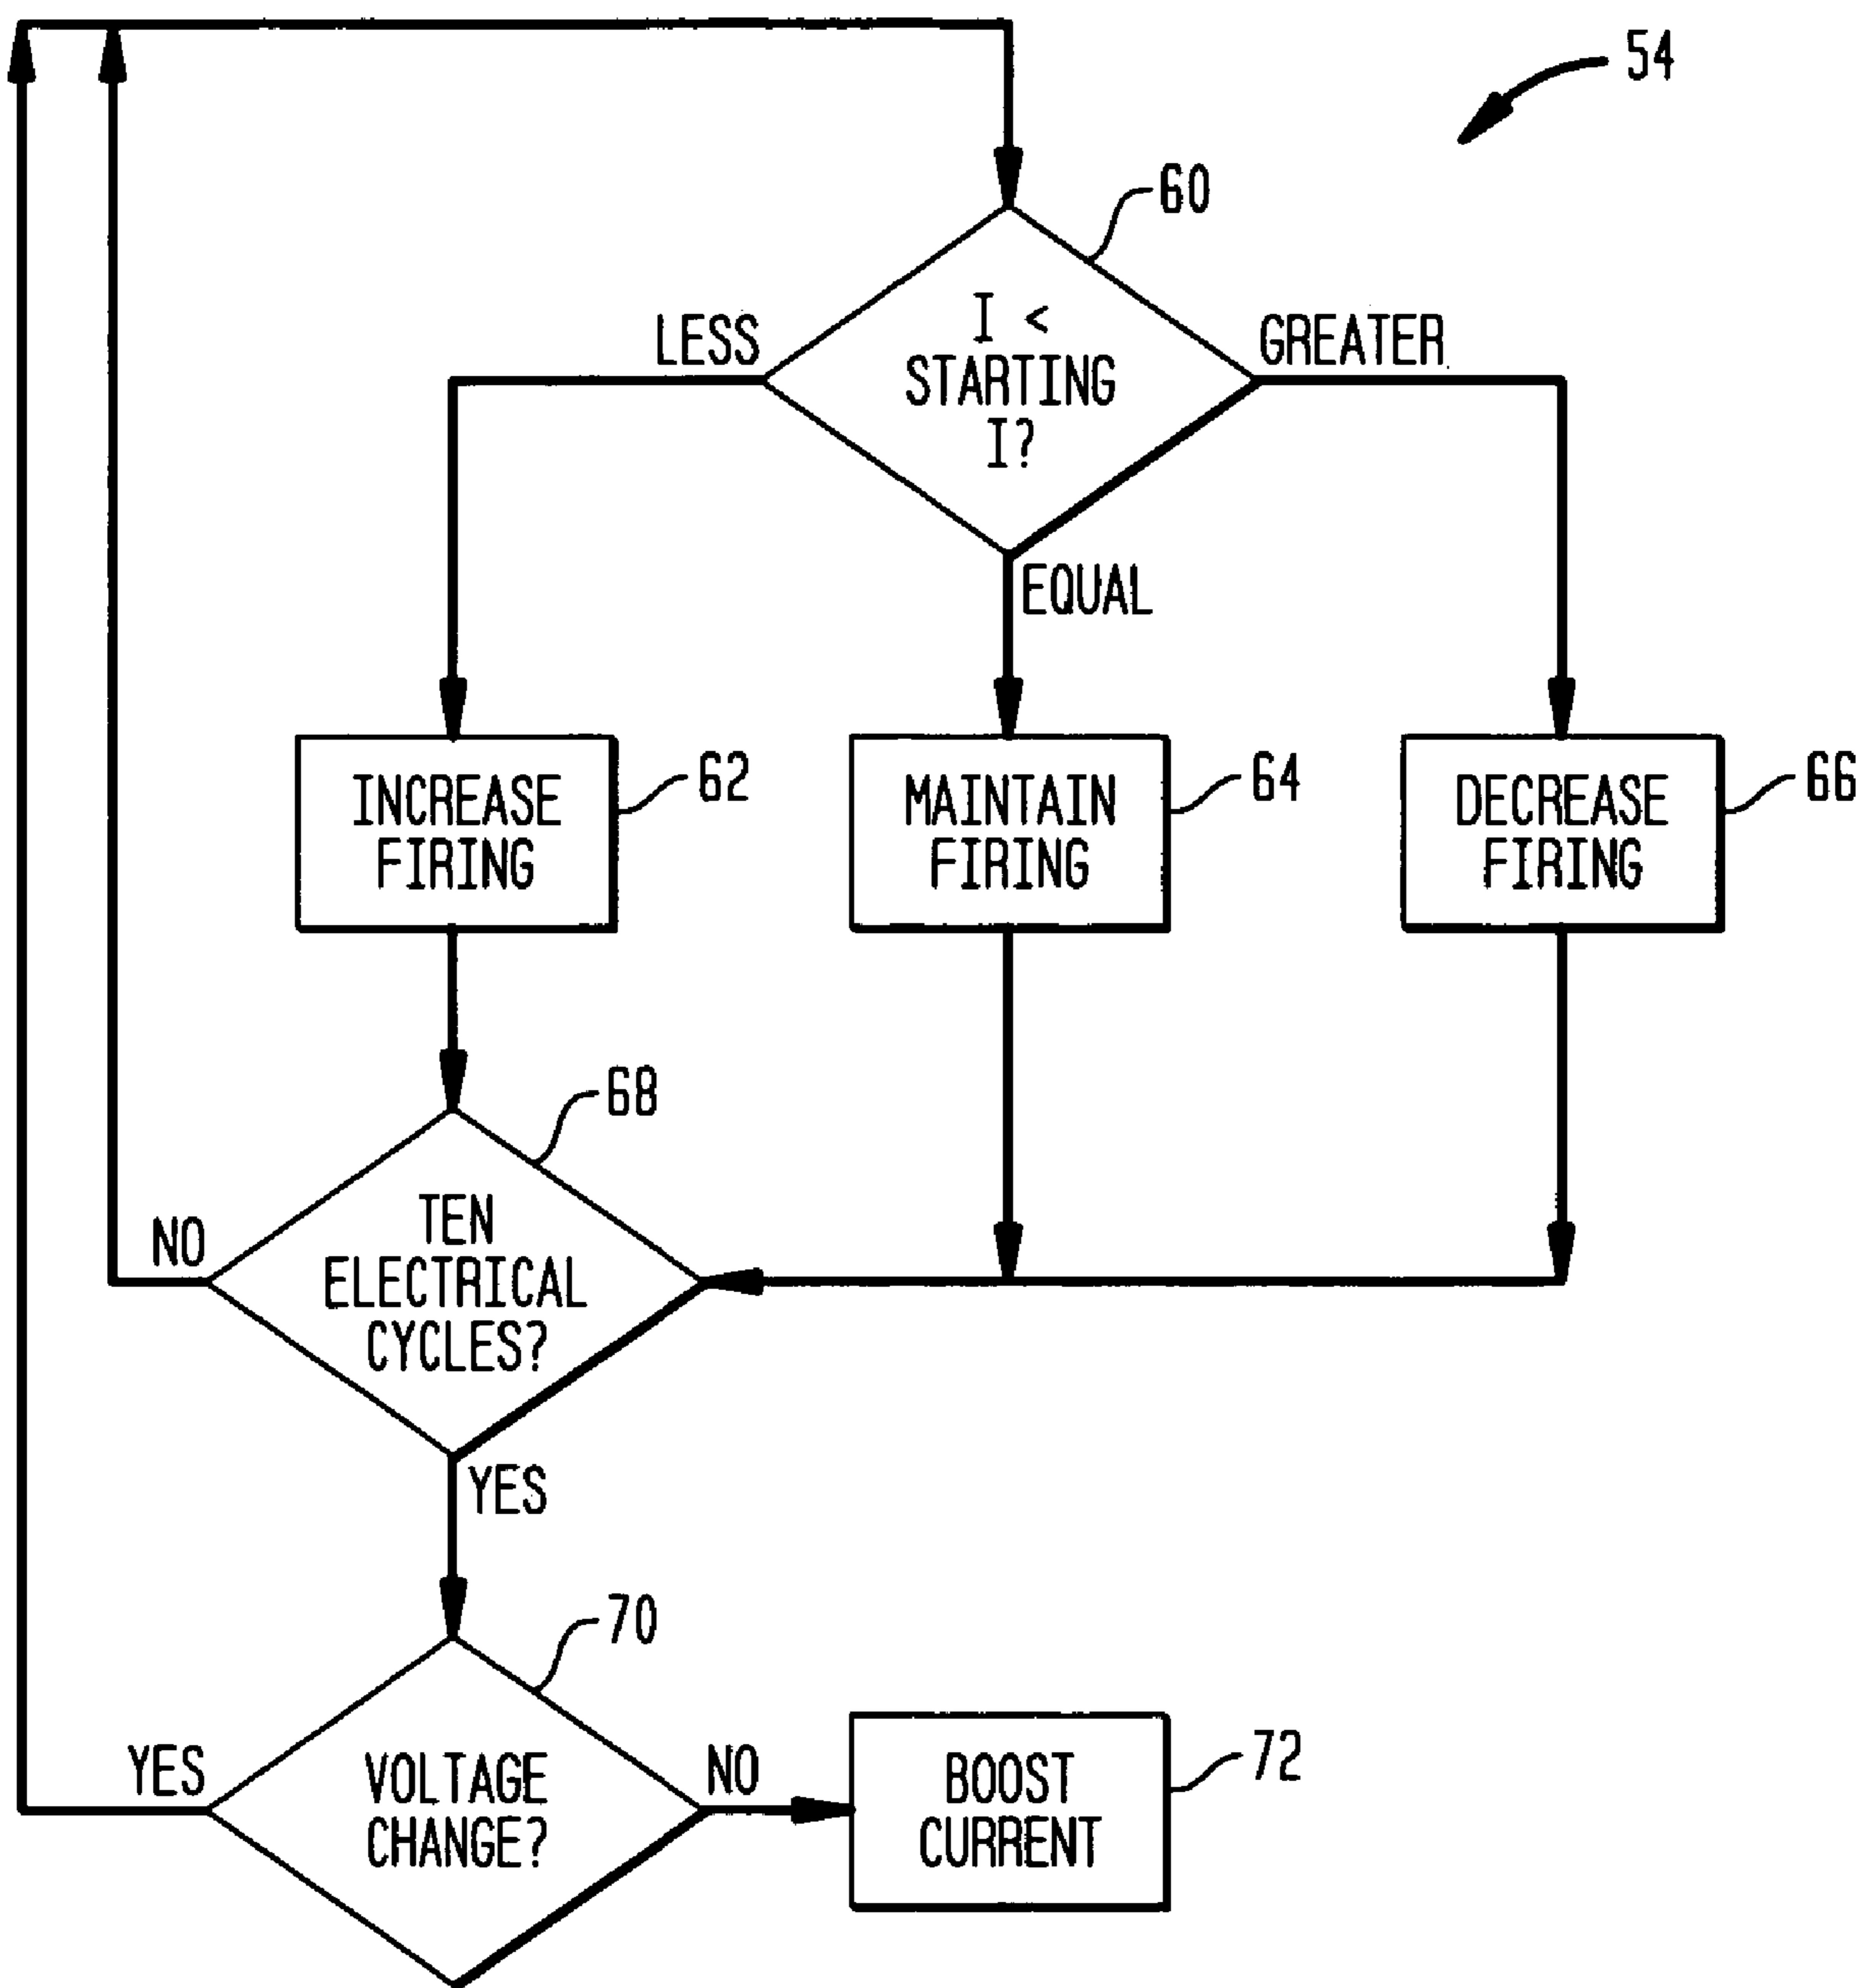 54
60
I <
STARTING
I?
LESS
GREATER
EQUAL
INCREASE
FIRING
62
MAINTAIN
FIRING
64
DECREASE
FIRING
66
68
TEN
ELECTRICAL
CYCLES?
NO
YES
70
VOLTAGE
CHANGE?
YES
NO
BOOST
CURRENT
72